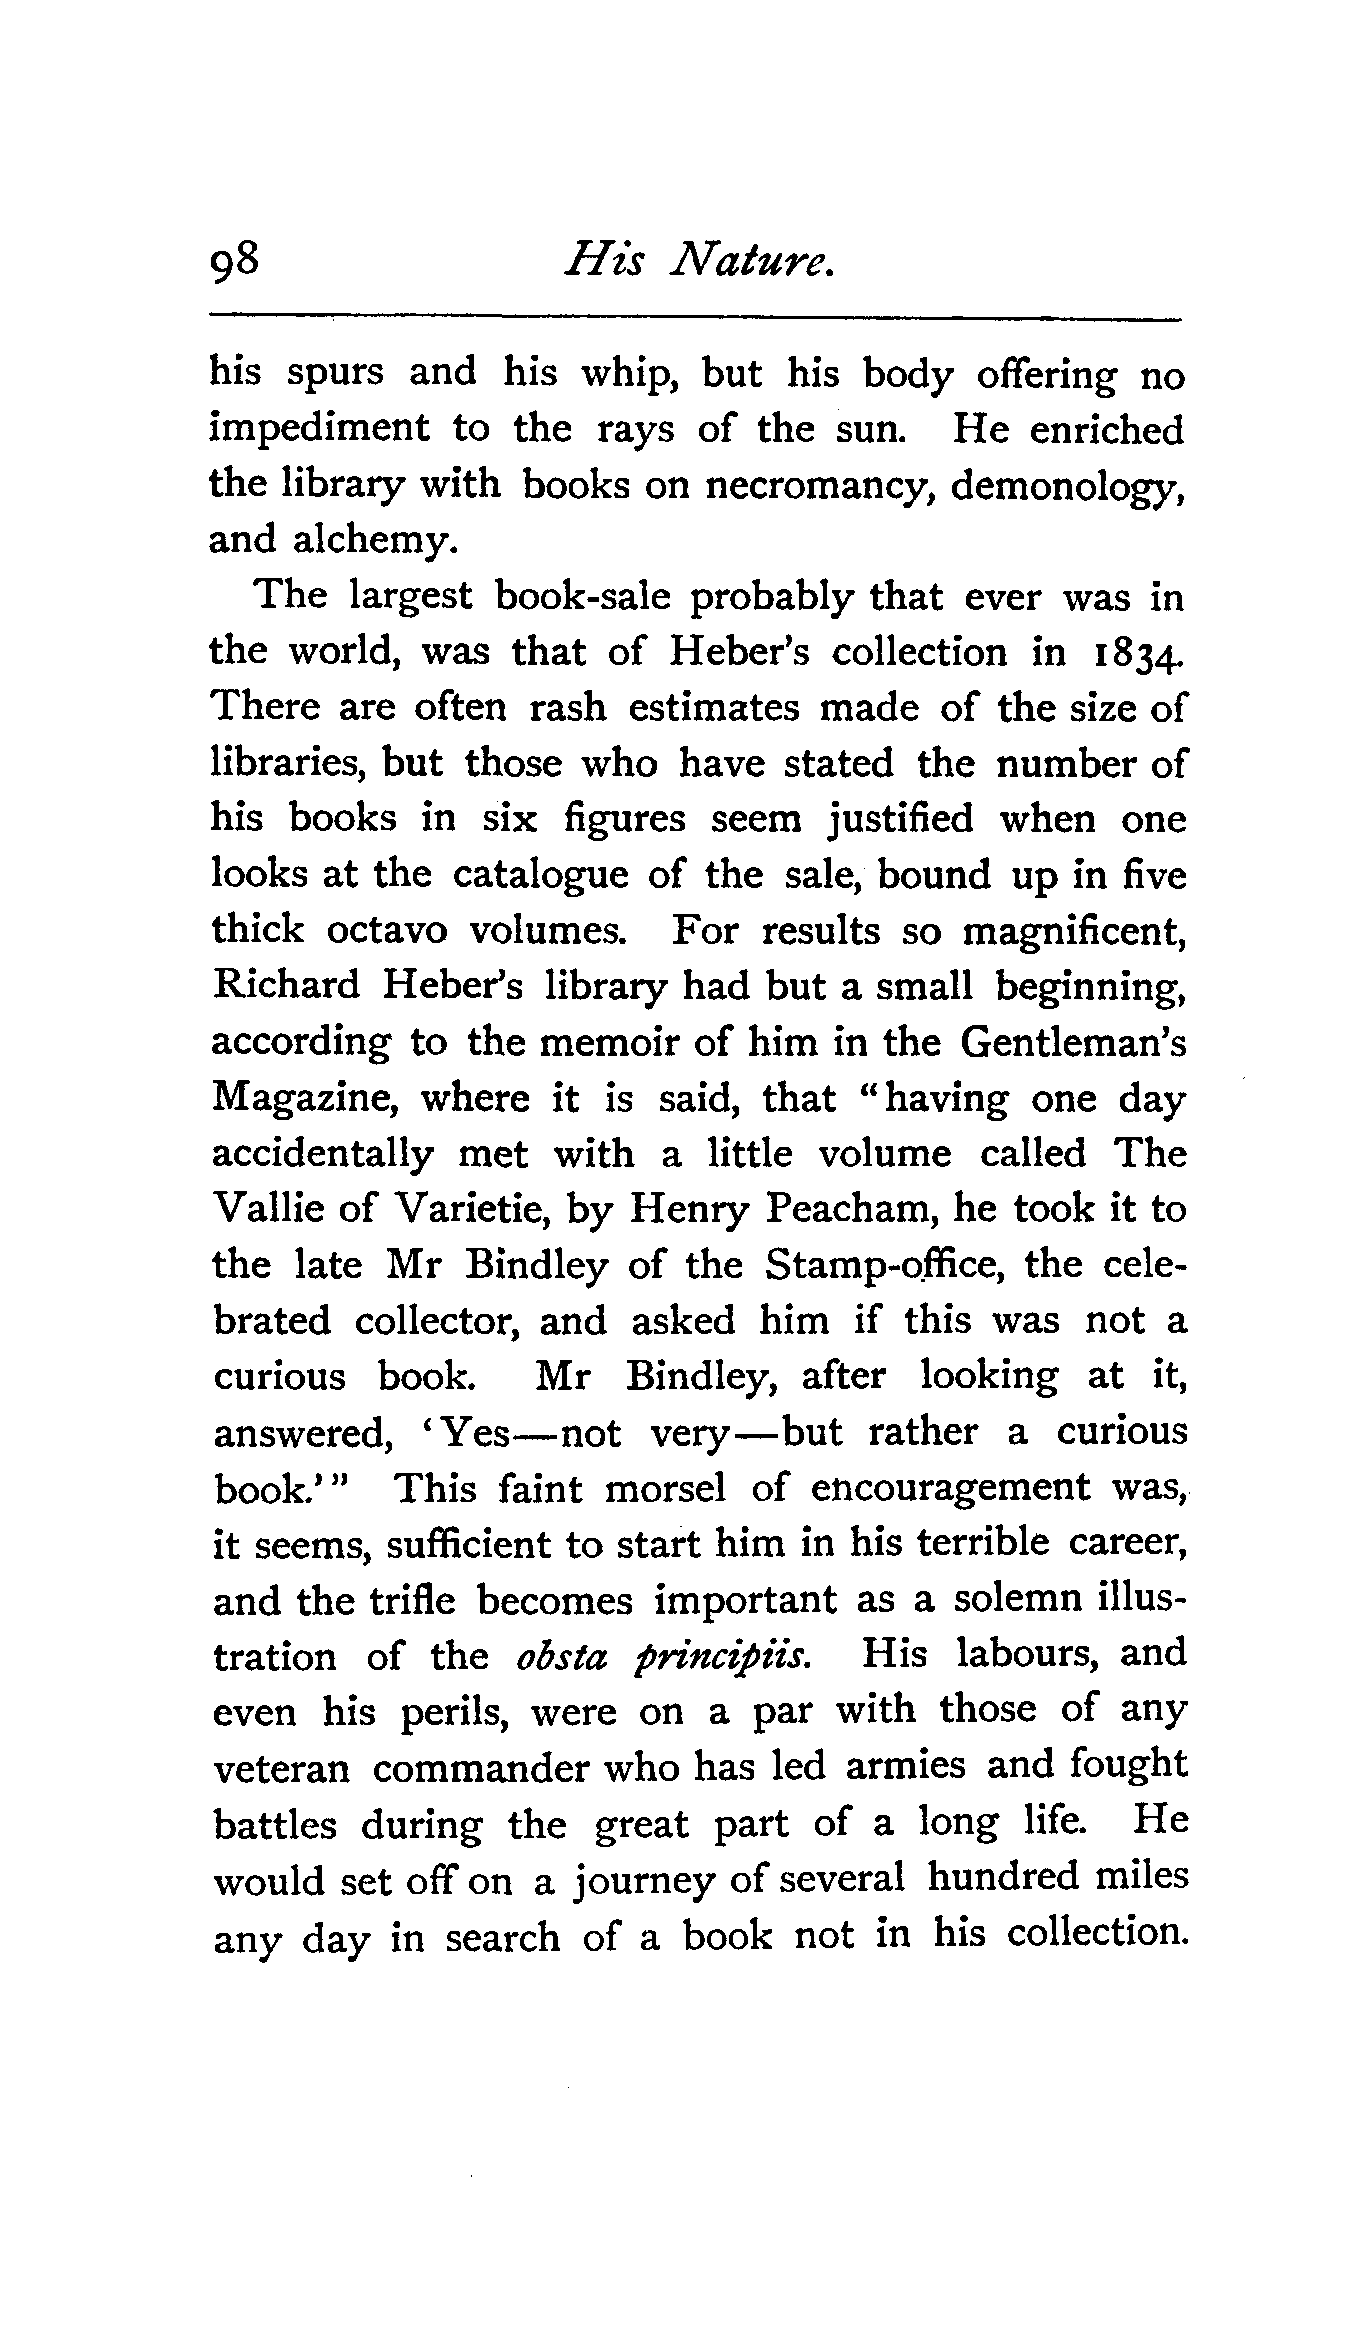 98 His Nature.
his spurs and his whip, but his body offering no
impediment to the rays of the sun. He enriched
the library with books on necromancy, demonology,
and alchemy.
The largest book-sale probably that ever was in
the world, was that of Heber's collection in 1834.
There are often rash estimates made of the size of
libraries, but those who have stated the number of
his books in six figures seem justified when one
looks at the catalogue of the sale, bound up in five
thick octavo volumes. For results so magnificent,
Richard Heber's library had but a small beginning,
according to the memoir of him in the Gentleman's
Magazine, where it is said, that "having one day
accidentally met with a little volume called The
Vallie of Varietie, by Henry Peacham, he took it to
the late Mr Bindley of the Stamp-office, the cele-
brated collector, and asked him if this was not a
curious book. Mr Bindley, after looking at it,
answered, 'Yes—not very—but rather a curious
book.'" This faint morsel of encouragement was,
it seems, sufficient to start him in his terrible career,
and the trifle becomes important as a solemn illus-
tration of the obsta principiis. His labours, and
even his perils, were on a par with those of any
veteran commander who has led armies and fought
battles during the great part of a long life. He
would set off on a journey of several hundred miles
any day in search of a book not in his collection.